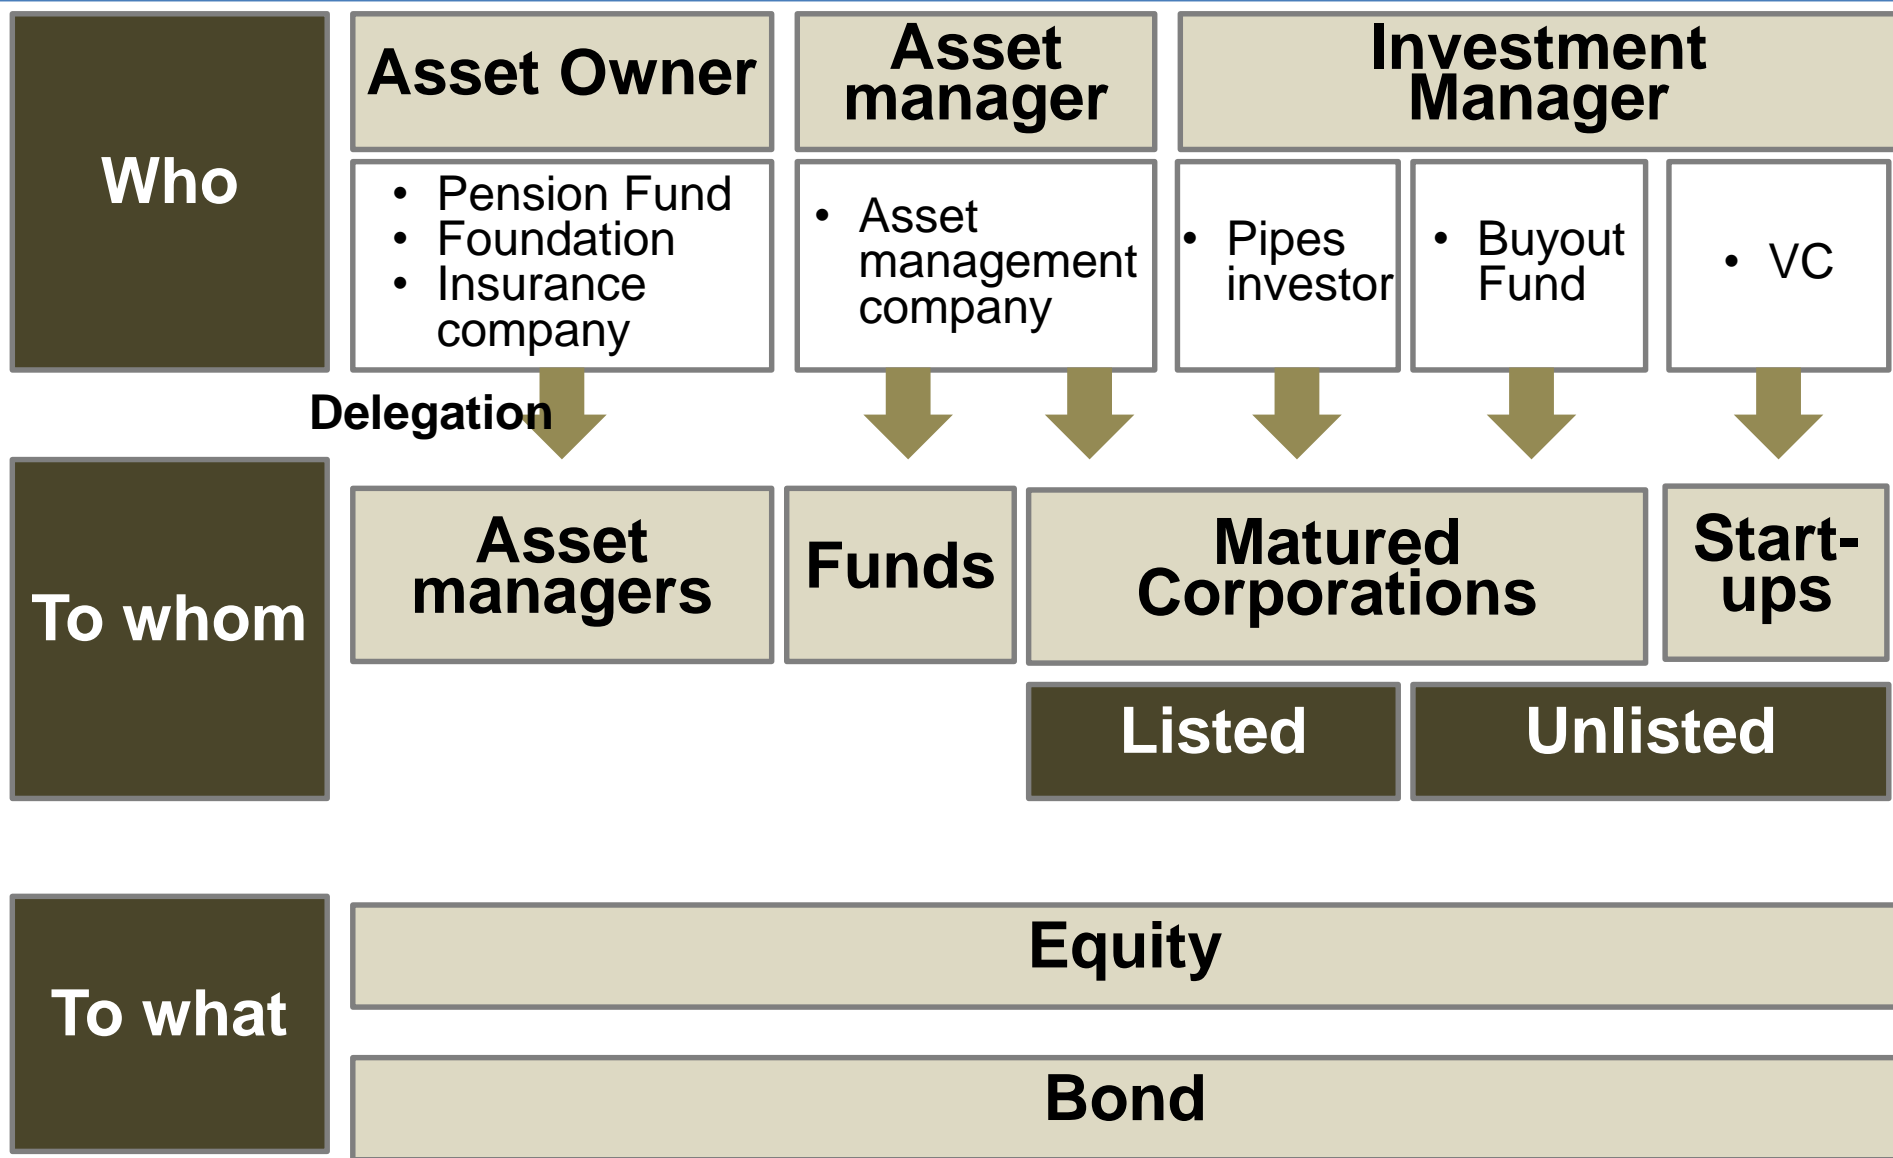 Who
Asset Owner
Asset
manager
Investment
Manager
• Pension Fund
• Foundation
• Insurance
company
• Asset
management
company
• Pipes
investor
• Buyout
Fund
• VC
Delegation
To whom
Asset
managers
Funds
Matured
Corporations
Start-
ups
Listed
Unlisted
To what
Equity
Bond